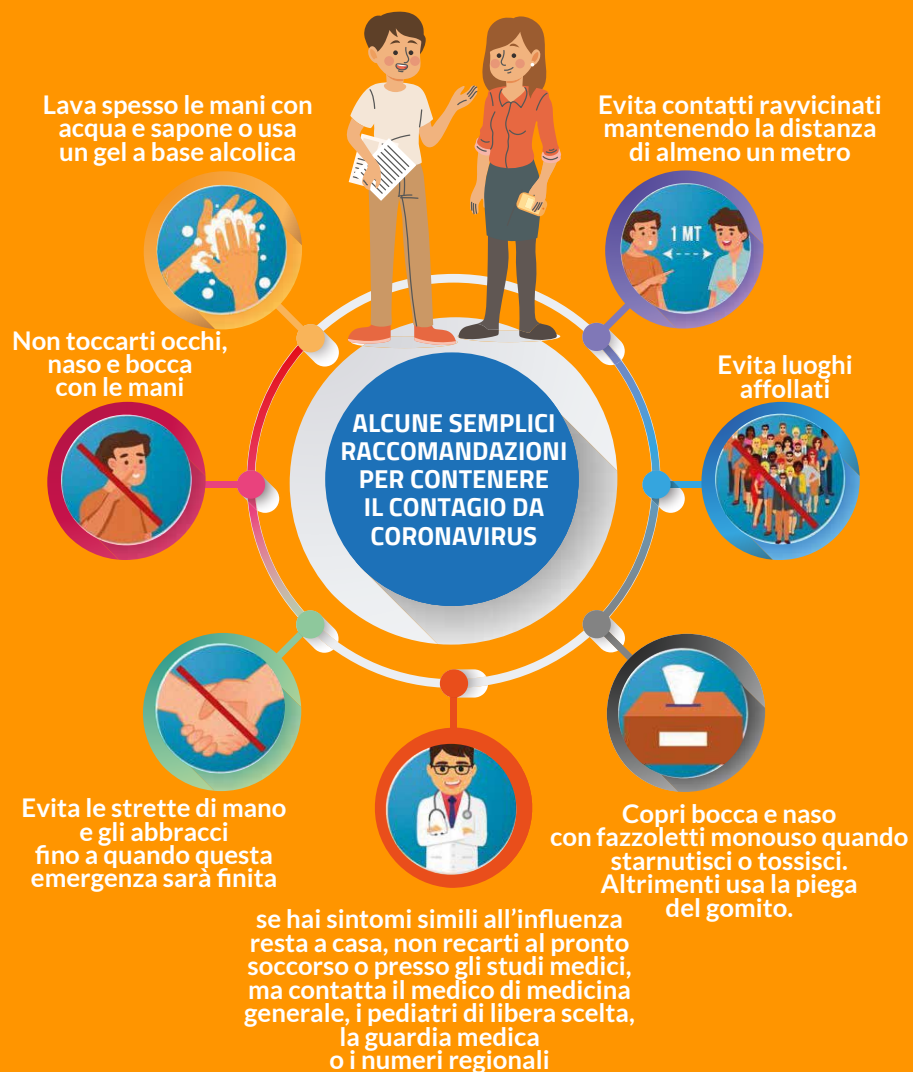 Lava spesso le mani con
acqua e sapone o usa
un gel a base alcolica
Evita contatti ravvicinati
mantenendo la distanza
di almeno un metro
1 MT
Non toccarti occhi,
naso e bocca
con le mani
Evita luoghi
affollati
ALCUNE SEMPLICI
RACCOMANDAZIONI
PER CONTENERE
IL CONTAGIO DA
CORONAVIRUS
Evita le strette di mano
e gli abbracci
fino a quando questa
emergenza sarà finita
Copri bocca e naso
con fazzoletti monouso quando
starnutisci o tossisci.
Altrimenti usa la piega
del gomito.
se hai sintomi simili all’influenza
resta a casa, non recarti al pronto
soccorso o presso gli studi medici,
ma contatta il medico di medicina
generale, i pediatri di libera scelta,
la guardia medica
o i numeri regionali